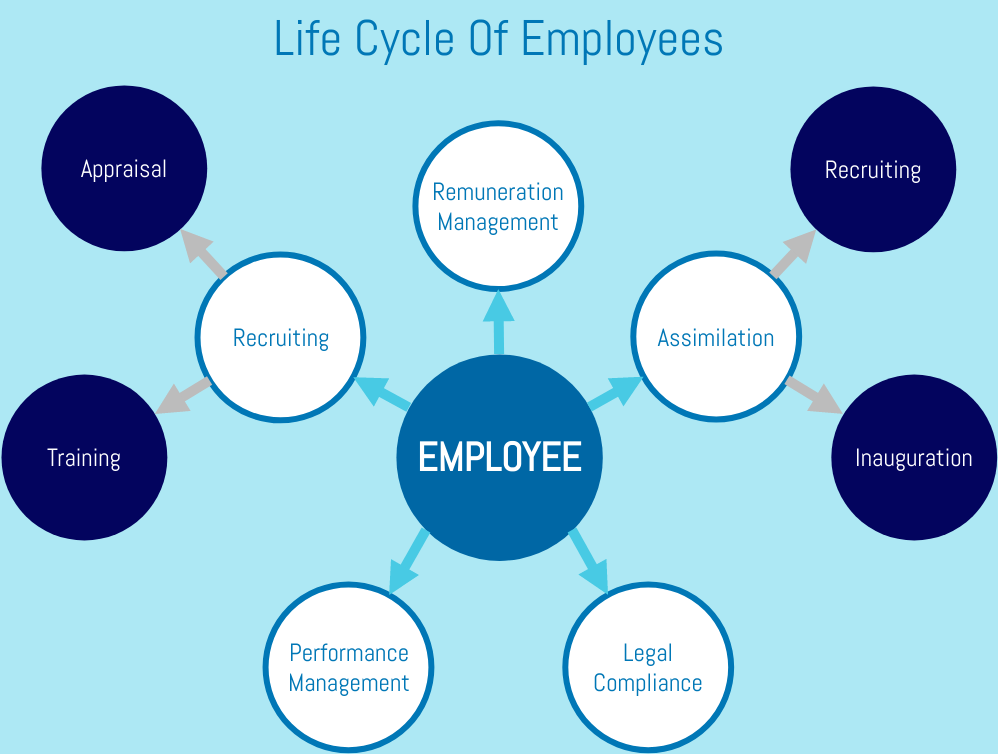 Life Cycle Of Employees
Appraisal
Recruiting
Remuneration
Management
Recruiting
Assimilation
Training
EMPLOYEE
Inauguration
Performance
Management
Legal
Compliance